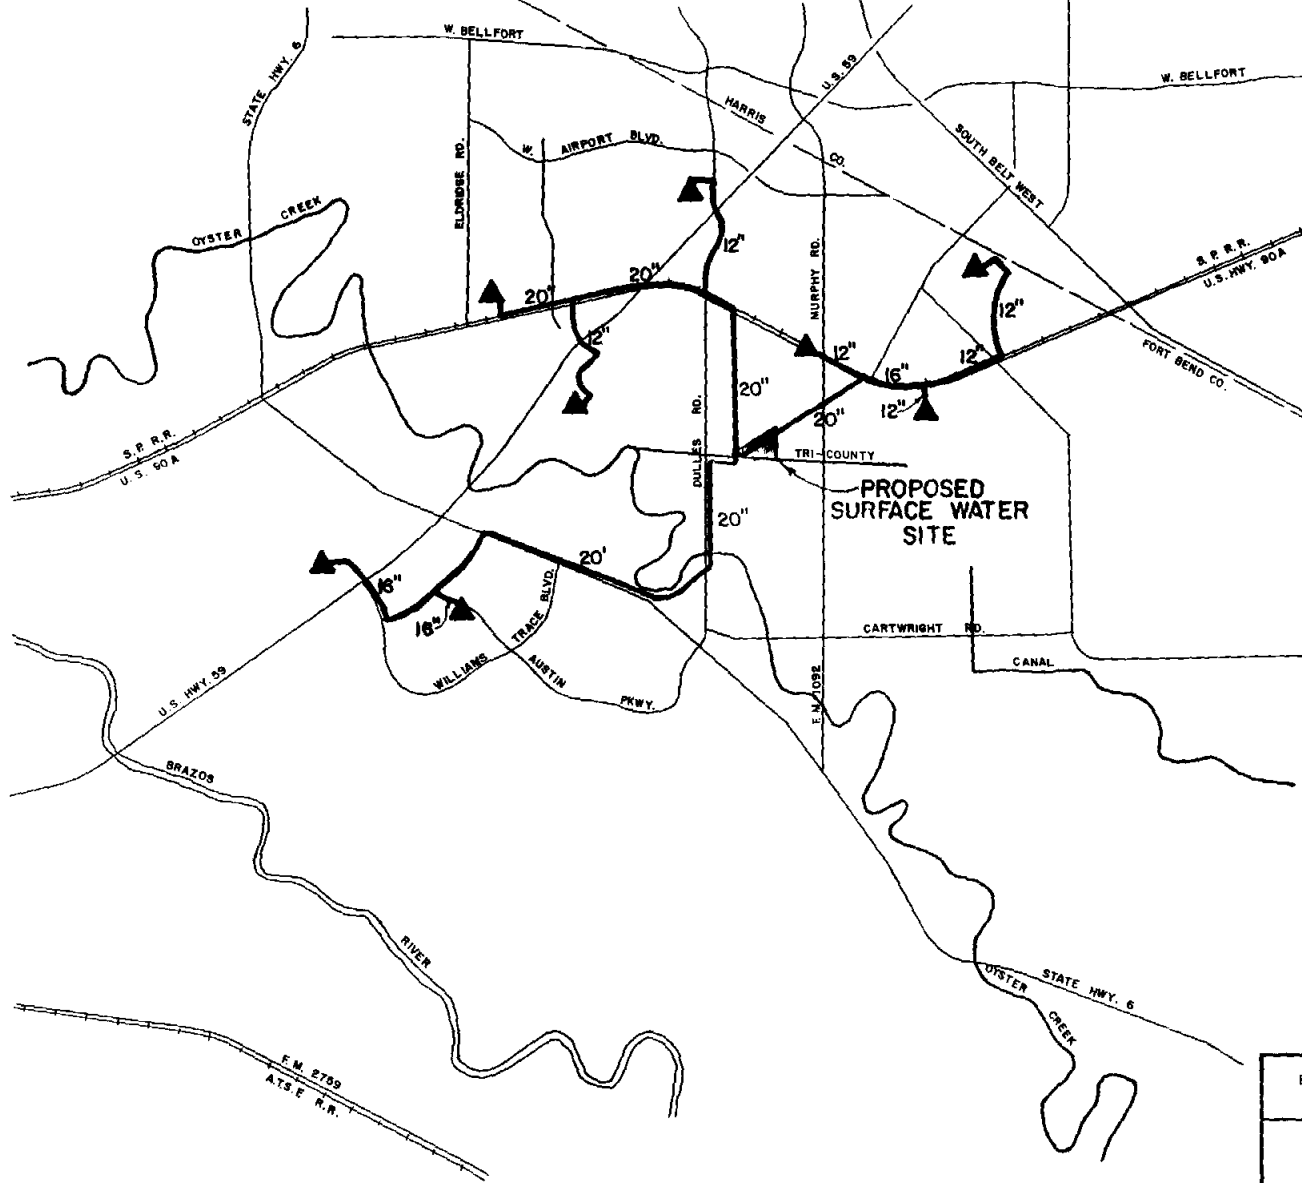 W. BELLFORT
STATE HWY. 6
U.S. 59
W. BELLFORT
HARRIS
CO.
SOUTH BELT WEST
W. AIRPORT BLVD.
ELDRIDGE RD.
OYSTER CREEK
12"
MURPHY RD.
S. P. R.R.
U.S. HWY. 90A
20"
20"
12"
12"
12"
12"
16"
12"
FORT BEND CO.
20"
20"
DULLES RD.
S.P. R.R.
U.S. 90A
TRI-COUNTY
PROPOSED
SURFACE WATER
SITE
20"
20'
16"
16"
WILLIAMS TRACE BLVD.
AUSTIN PKWY.
CARTWRIGHT RD.
CANAL
U.S. HWY. 59
F.M. 1092
BRAZOS
RIVER
OYSTER
CREEK
STATE HWY. 6
F.M. 2759
A.T.S.F R.R.